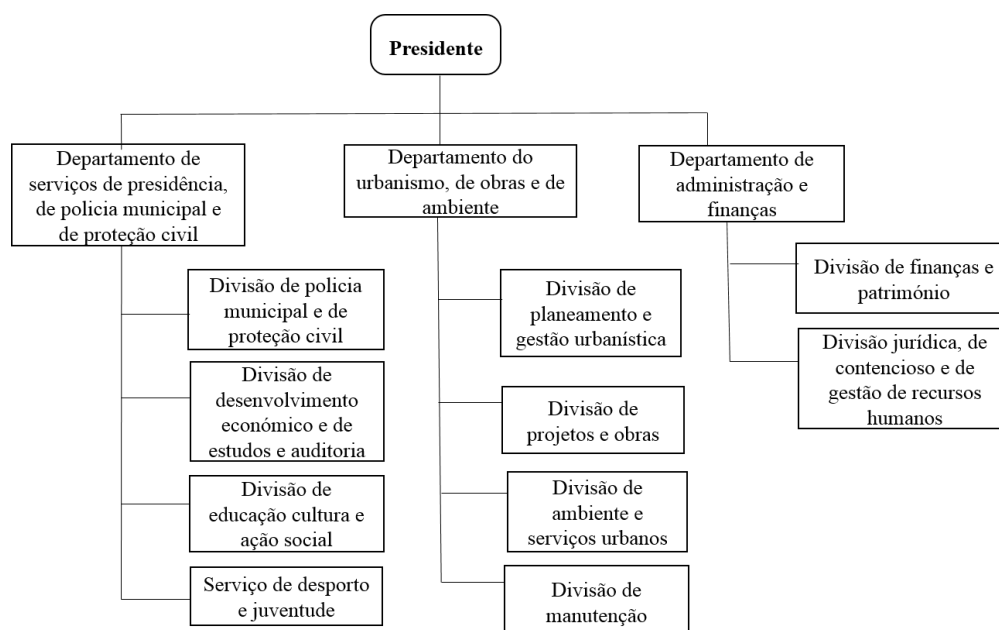 Presidente
Departamento de
serviços de presidência,
de policia municipal e
de proteção civil
Departamento do
urbanismo, de obras e de
ambiente
Departamento de
administração e
finanças
Divisão de policia
municipal e de
proteção civil
Divisão de
desenvolvimento
económico e de
estudos e auditoria
Divisão de
educação cultura e
ação social
Serviço de desporto
e juventude
Divisão de
planeamento e
gestão urbanística
Divisão de
projetos e obras
Divisão de
ambiente e
serviços urbanos
Divisão de
manutenção
Divisão de finanças e
património
Divisão jurídica, de
contencioso e de
gestão de recursos
humanos